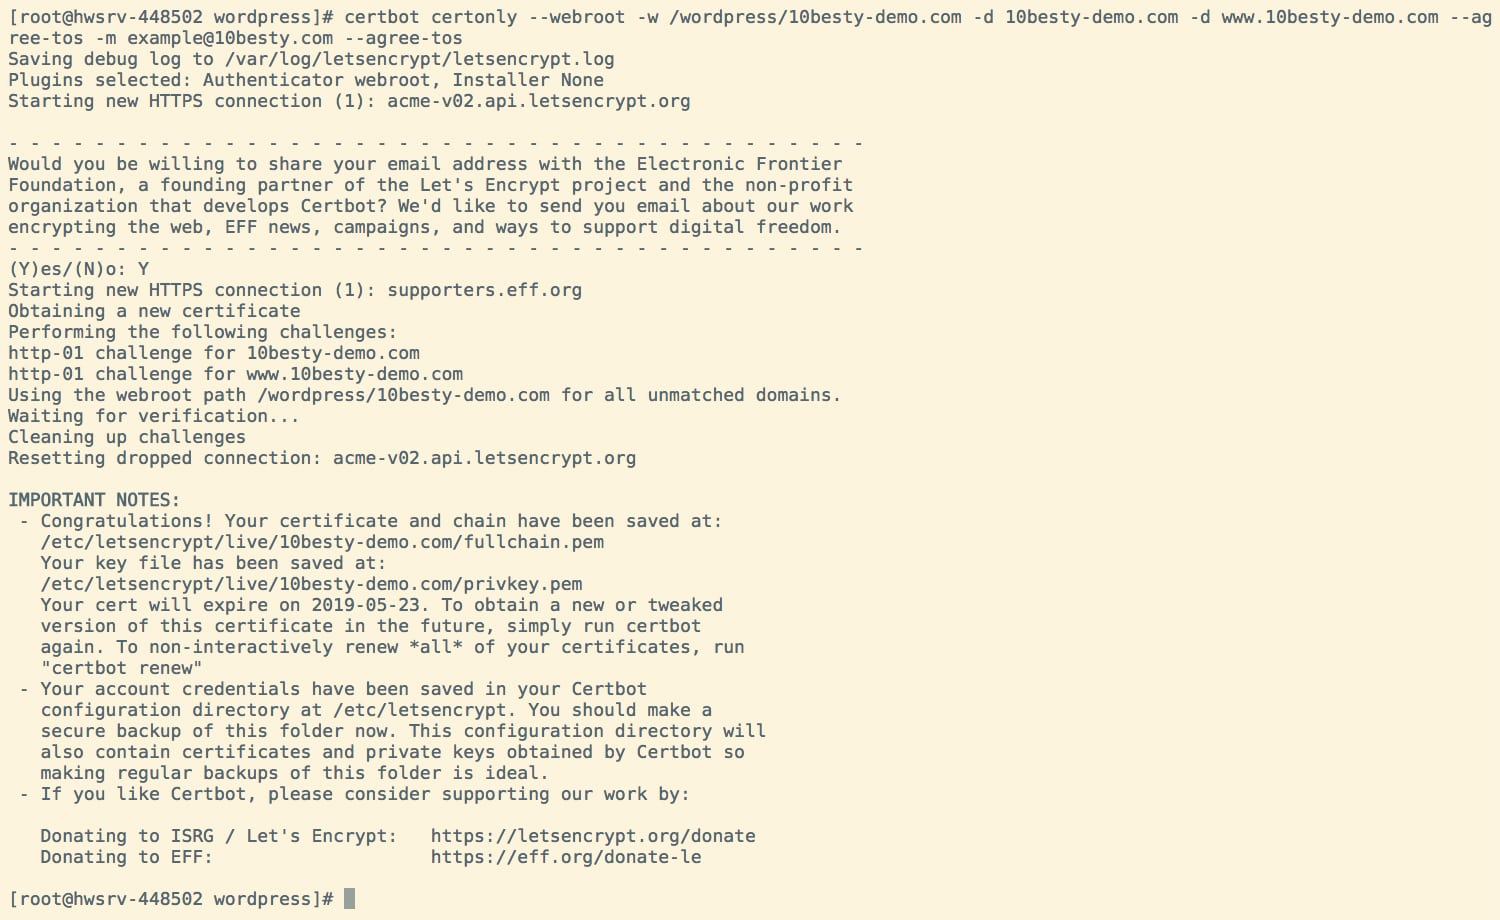 [root@hwsrv-448502 wordpress]# certbot certonly --webroot -w /wordpress/10besty-demo.com -d 10besty-demo.com -d www.10besty-demo.com --ag
ree-tos -m example@10besty.com --agree-tos
Saving debug log to /var/log/letsencrypt/letsencrypt.log
Plugins selected: Authenticator webroot, Installer None
Starting new HTTPS connection (1): acme-v02.api.letsencrypt.org

- - - - - - - - - - - - - - - - - - - - - - - - - - - - - - - - - - - - - - - -
Would you be willing to share your email address with the Electronic Frontier
Foundation, a founding partner of the Let's Encrypt project and the non-profit
organization that develops Certbot? We'd like to send you email about our work
encrypting the web, EFF news, campaigns, and ways to support digital freedom.
- - - - - - - - - - - - - - - - - - - - - - - - - - - - - - - - - - - - - - - -
(Y)es/(N)o: Y
Starting new HTTPS connection (1): supporters.eff.org
Obtaining a new certificate
Performing the following challenges:
http-01 challenge for 10besty-demo.com
http-01 challenge for www.10besty-demo.com
Using the webroot path /wordpress/10besty-demo.com for all unmatched domains.
Waiting for verification...
Cleaning up challenges
Resetting dropped connection: acme-v02.api.letsencrypt.org

IMPORTANT NOTES:
 - Congratulations! Your certificate and chain have been saved at:
   /etc/letsencrypt/live/10besty-demo.com/fullchain.pem
   Your key file has been saved at:
   /etc/letsencrypt/live/10besty-demo.com/privkey.pem
   Your cert will expire on 2019-05-23. To obtain a new or tweaked
   version of this certificate in the future, simply run certbot
   again. To non-interactively renew *all* of your certificates, run
   "certbot renew"
 - Your account credentials have been saved in your Certbot
   configuration directory at /etc/letsencrypt. You should make a
   secure backup of this folder now. This configuration directory will
   also contain certificates and private keys obtained by Certbot so
   making regular backups of this folder is ideal.
 - If you like Certbot, please consider supporting our work by:

   Donating to ISRG / Let's Encrypt:   https://letsencrypt.org/donate
   Donating to EFF:                    https://eff.org/donate-le

[root@hwsrv-448502 wordpress]#